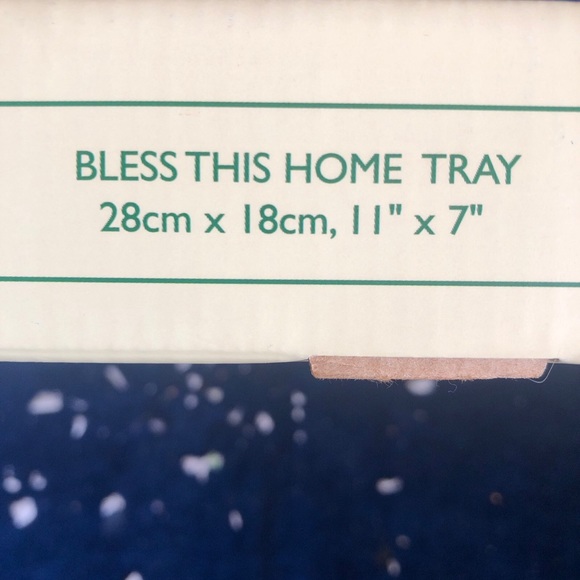 BLESS THIS HOME TRAY
28cm x 18cm, 11" x 7"